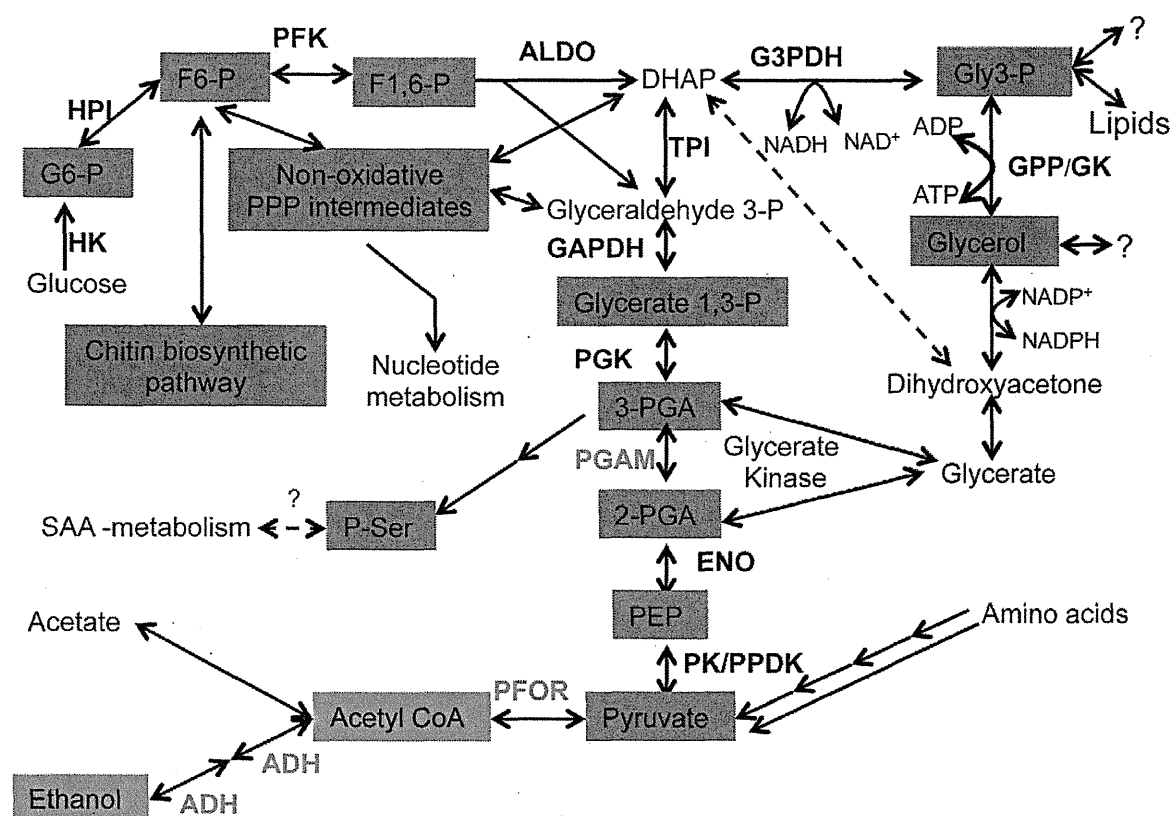 PFK
ALDO
G3PDH
?
F6-P
F1,6-P
DHAP
Gly3-P
HPI
NADH
NAD+
ADP
Lipids
G6-P
Non-oxidative
PPP intermediates
TPI
GPP/GK
Glyceraldehyde 3-P
ATP
HK
GAPDH
Glycerol
?
Glucose
Glycerate 1,3-P
NADP+
NADPH
Chitin biosynthetic
pathway
Nucleotide
metabolism
PGK
Dihydroxyacetone
3-PGA
PGAM
Glycerate
Kinase
Glycerate
?
SAA -metabolism
P-Ser
2-PGA
ENO
Acetate
PEP
Amino acids
PK/PPDK
PFOR
Acetyl CoA
Pyruvate
ADH
Ethanol
ADH